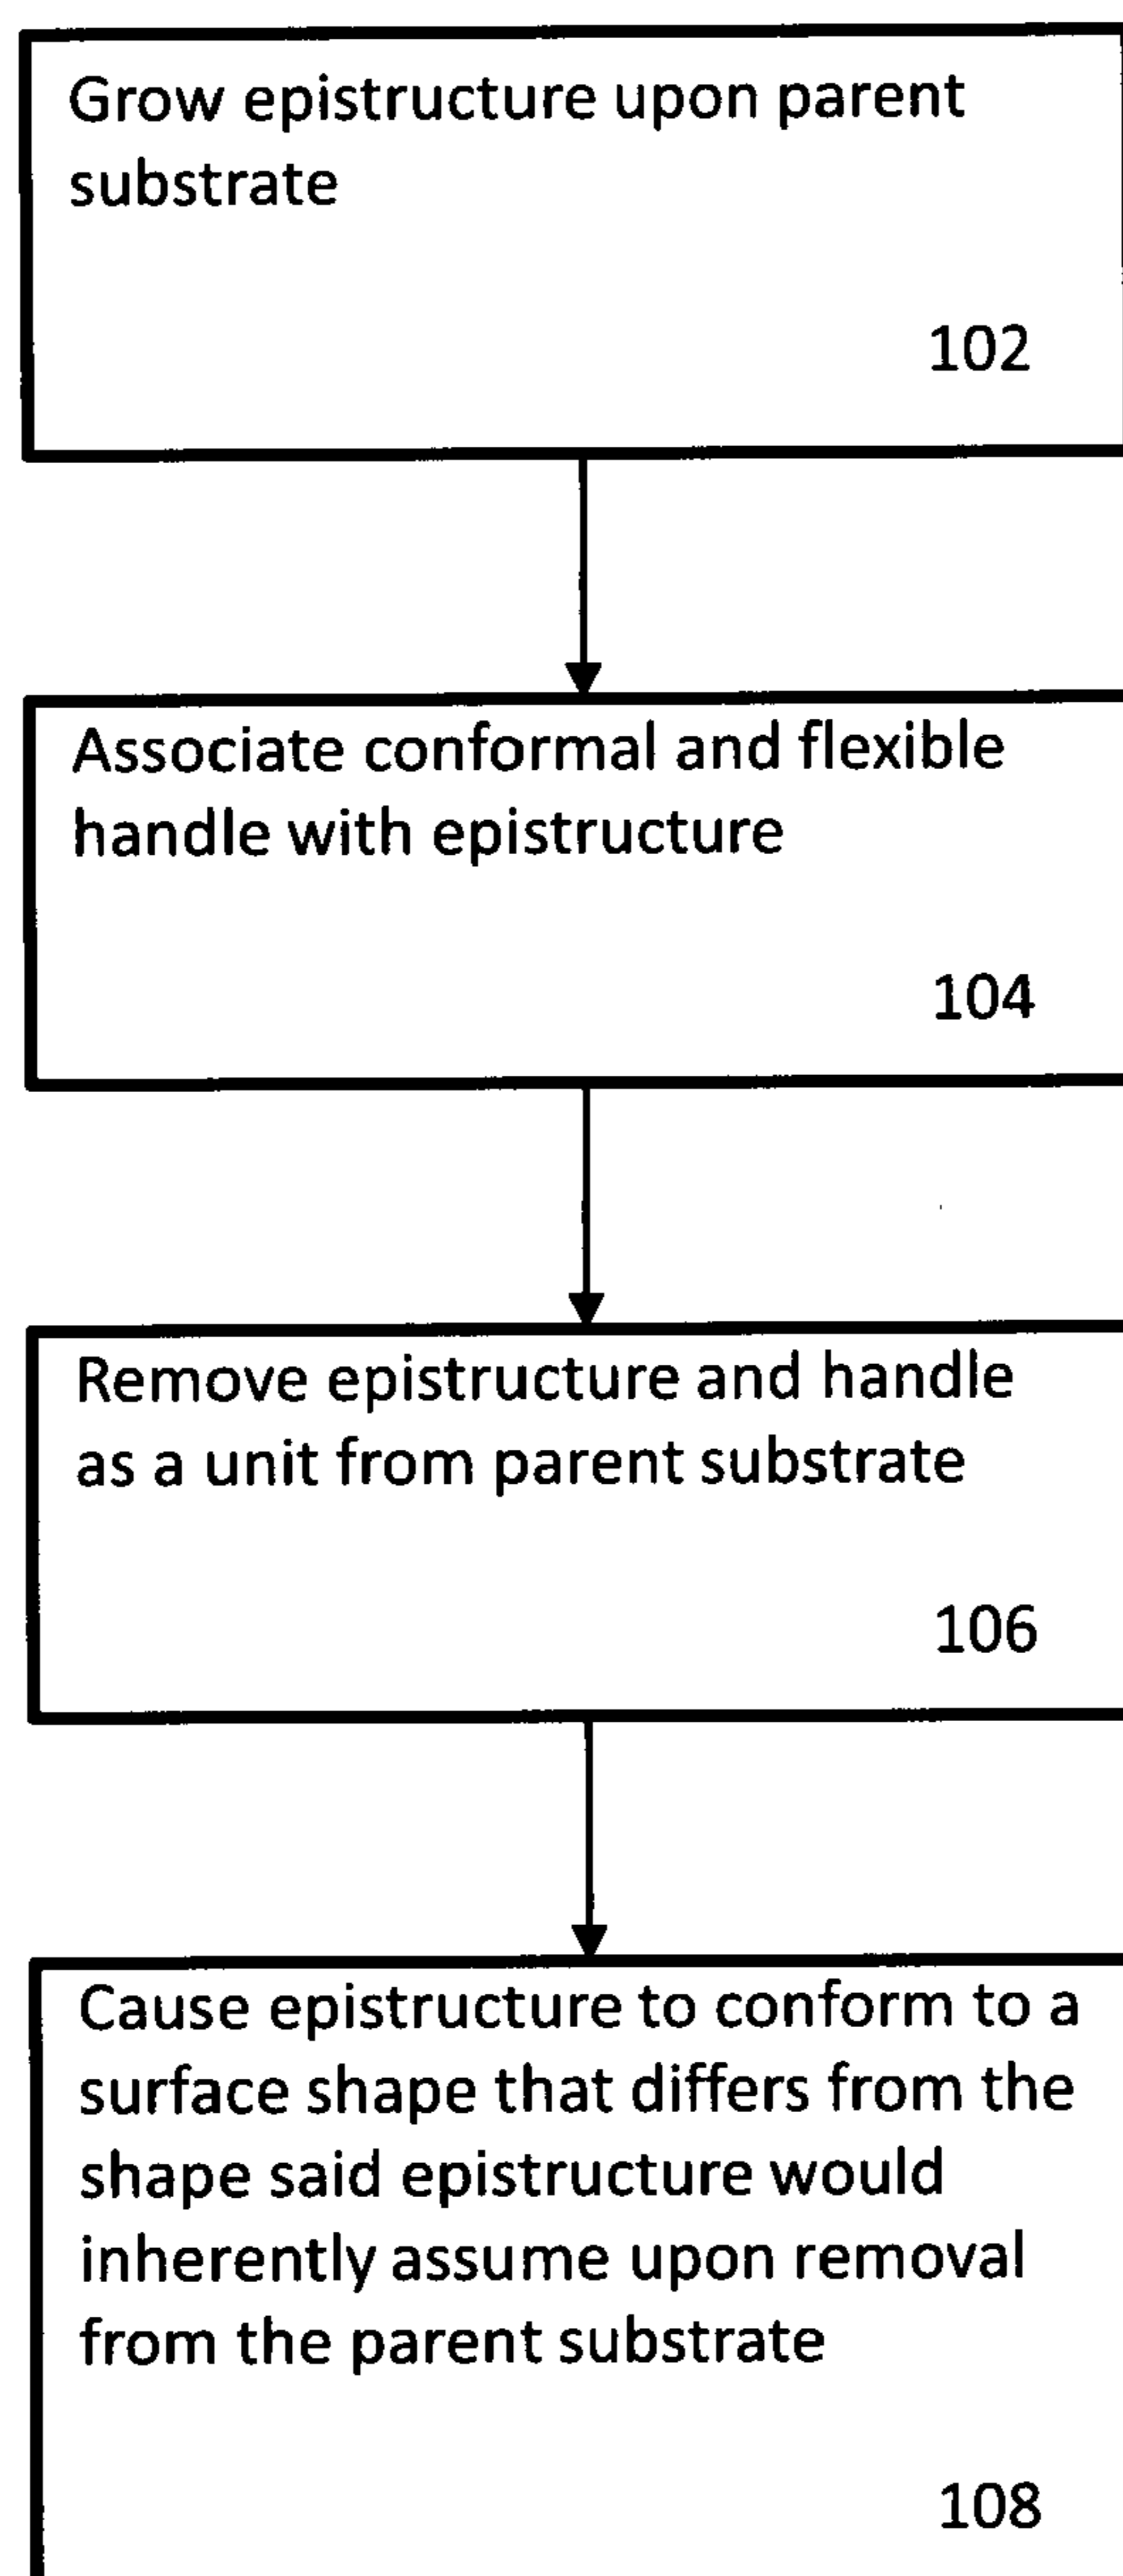 Grow epistructure upon parent
substrate
102
Associate conformal and flexible
handle with epistructure
104
Remove epistructure and handle
as a unit from parent substrate
106
Cause epistructure to conform to a
surface shape that differs from the
shape said epistructure would
inherently assume upon removal
from the parent substrate
108